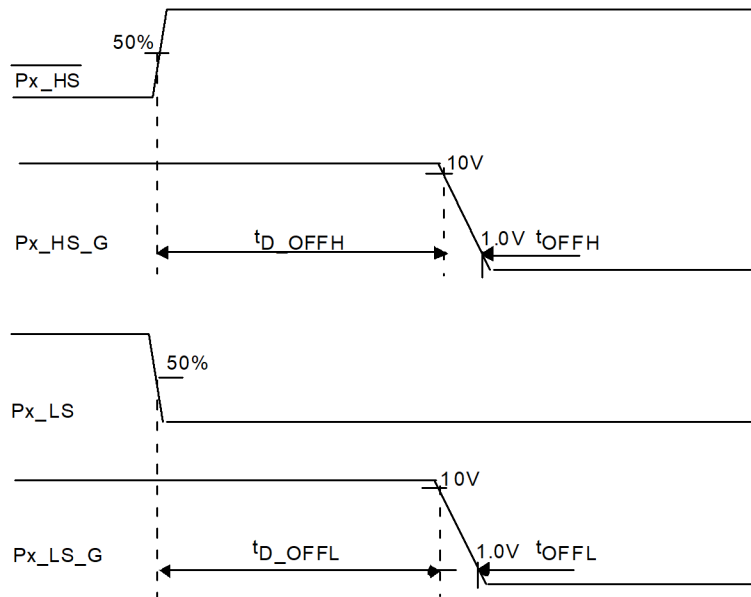 50%
Px_HS
10V
Px_HS_G
tD_OFFH
1.0V tOFFH
50%
Px_LS
10V
Px_LS_G
tD_OFFL
1.0V tOFFL